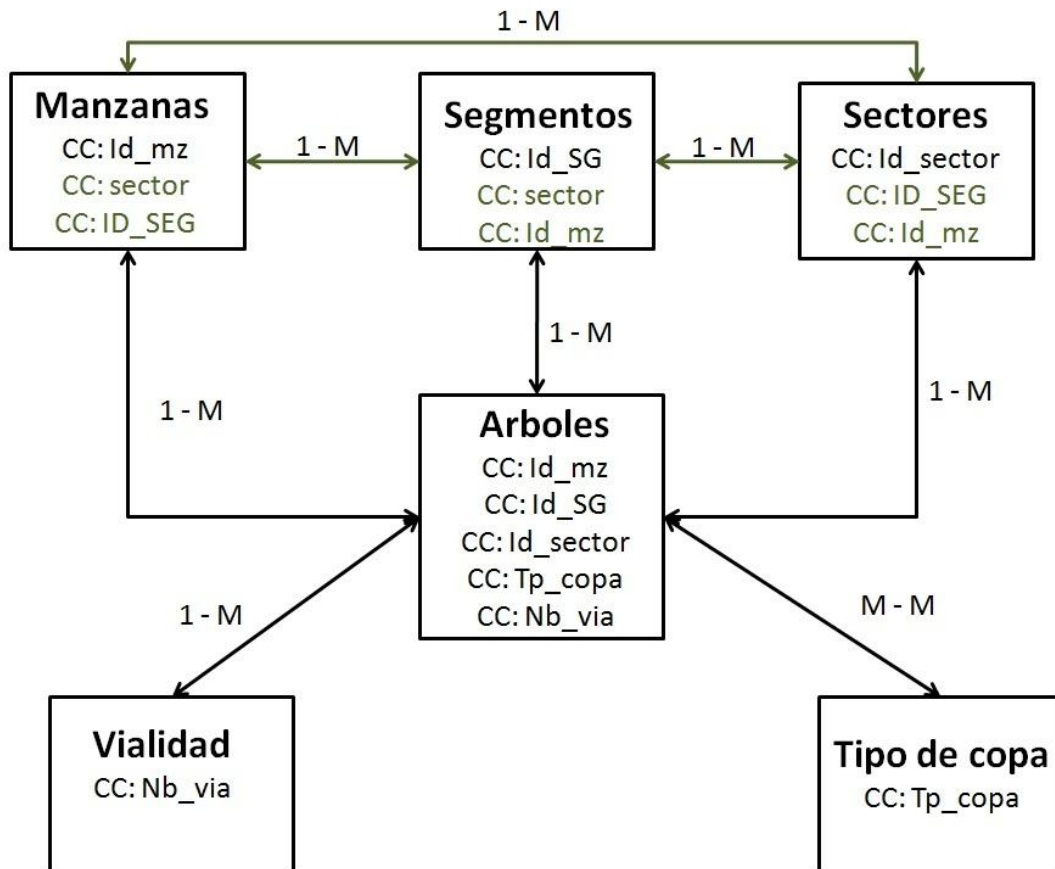 1 - M
Manzanas
CC: Id_mz
CC: sector
CC: ID_SEG
1 - M
Segmentos
CC: Id_SG
CC: sector
CC: Id_mz
1 - M
Sectores
CC: Id_sector
CC: ID_SEG
CC: Id_mz
1 - M
1 - M
1 - M
Arboles
CC: Id_mz
CC: Id_SG
CC: Id_sector
CC: Tp_copa
CC: Nb_via
1 - M
M - M
Vialidad
CC: Nb_via
Tipo de copa
CC: Tp_copa